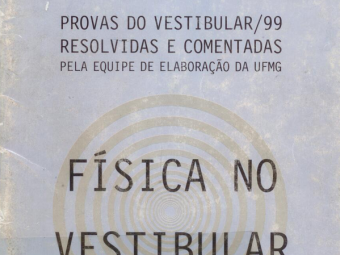 PROVAS DO VESTIBULAR/99
RESOLVIDAS E COMENTADAS
PELA EQUIPE DE ELABORAÇÃO DA UFMG
FÍSICA NO
VESTIBULAR